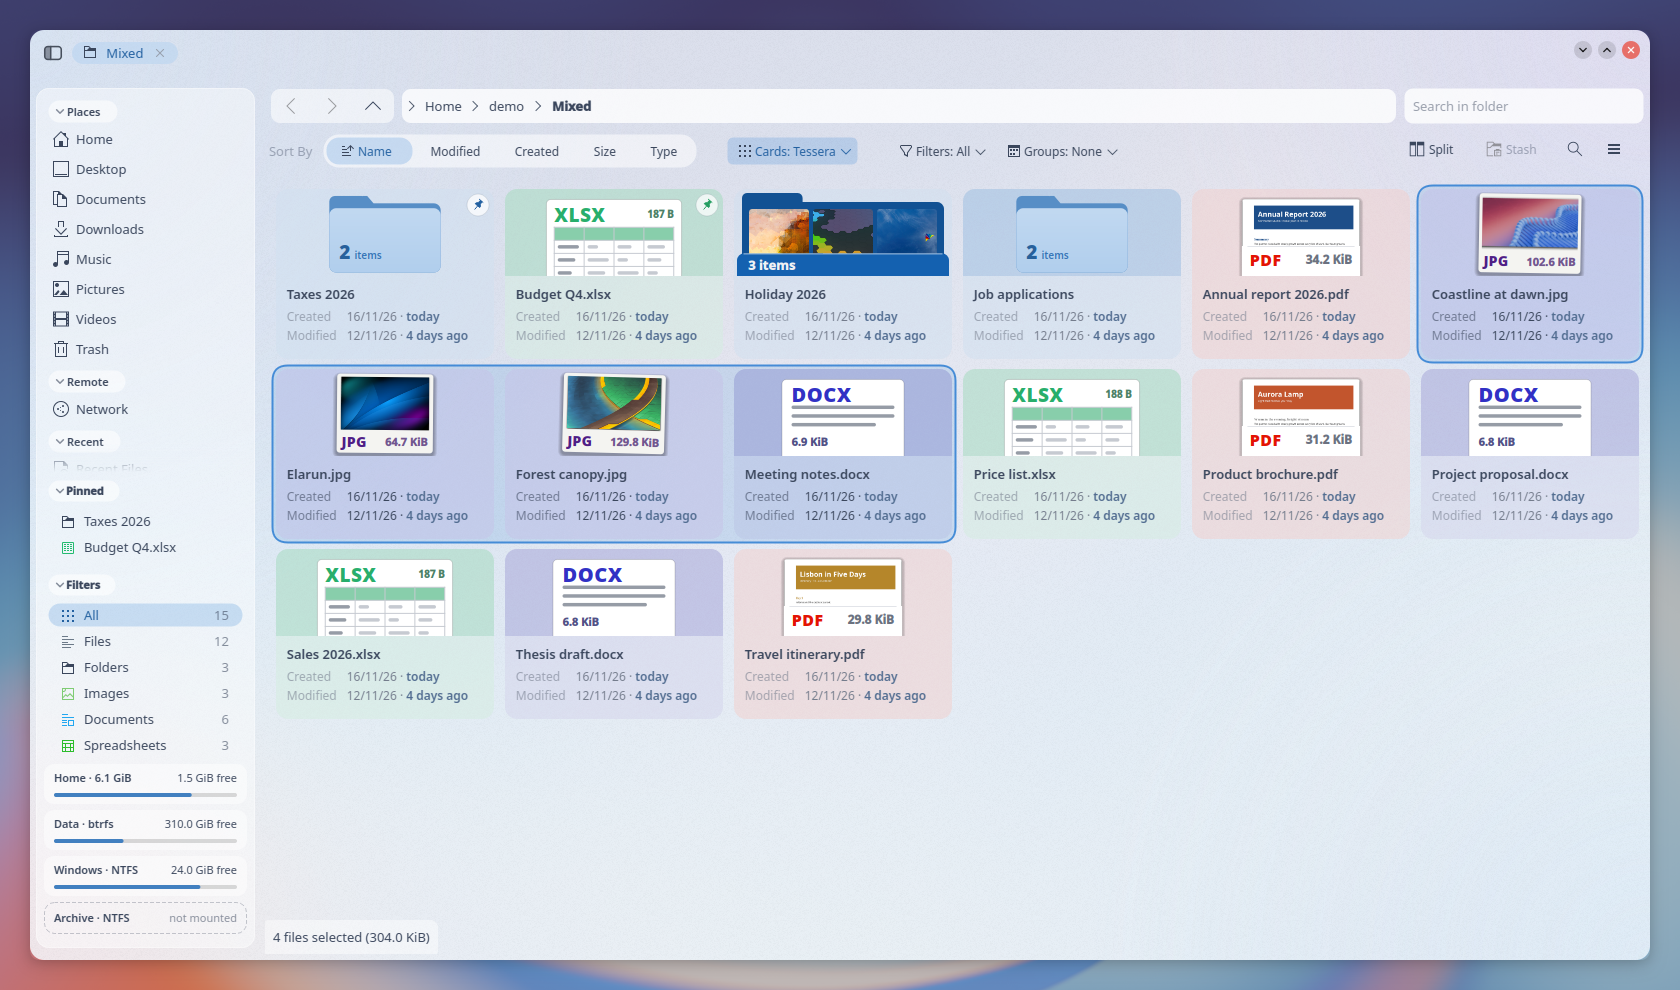 Mixed
Places
Home
Desktop
Documents
Downloads
Music
Pictures
Videos
Trash
Remote
Network
Recent
Recent Files
Pinned
Taxes 2026
Budget Q4.xlsx
Filters
All 15
Files 12
Folders 3
Images 3
Documents 6
Spreadsheets 3
Home · 6.1 GiB 1.5 GiB free
Data · btrfs 310.0 GiB free
Windows · NTFS 24.0 GiB free
Archive · NTFS not mounted
Home demo Mixed
Search in folder
Sort By Name Modified Created Size Type
Cards: Tessera
Filters: All
Groups: None
Split
Stash
2 items
Taxes 2026
Created 16/11/26 · today
Modified 12/11/26 · 4 days ago
XLSX 187 B
Budget Q4.xlsx
Created 16/11/26 · today
Modified 12/11/26 · 4 days ago
3 items
Holiday 2026
Created 16/11/26 · today
Modified 12/11/26 · 4 days ago
2 items
Job applications
Created 16/11/26 · today
Modified 12/11/26 · 4 days ago
Annual Report 2026
PDF 34.2 KiB
Annual report 2026.pdf
Created 16/11/26 · today
Modified 12/11/26 · 4 days ago
JPG 102.6 KiB
Coastline at dawn.jpg
Created 16/11/26 · today
Modified 12/11/26 · 4 days ago
JPG 64.7 KiB
Elarun.jpg
Created 16/11/26 · today
Modified 12/11/26 · 4 days ago
JPG 129.8 KiB
Forest canopy.jpg
Created 16/11/26 · today
Modified 12/11/26 · 4 days ago
DOCX
6.9 KiB
Meeting notes.docx
Created 16/11/26 · today
Modified 12/11/26 · 4 days ago
XLSX 188 B
Price list.xlsx
Created 16/11/26 · today
Modified 12/11/26 · 4 days ago
Aurora Lamp
PDF 31.2 KiB
Product brochure.pdf
Created 16/11/26 · today
Modified 12/11/26 · 4 days ago
DOCX
6.8 KiB
Project proposal.docx
Created 16/11/26 · today
Modified 12/11/26 · 4 days ago
XLSX 187 B
Sales 2026.xlsx
Created 16/11/26 · today
Modified 12/11/26 · 4 days ago
DOCX
6.8 KiB
Thesis draft.docx
Created 16/11/26 · today
Modified 12/11/26 · 4 days ago
Lisbon in Five Days
PDF 29.8 KiB
Travel itinerary.pdf
Created 16/11/26 · today
Modified 12/11/26 · 4 days ago
4 files selected (304.0 KiB)